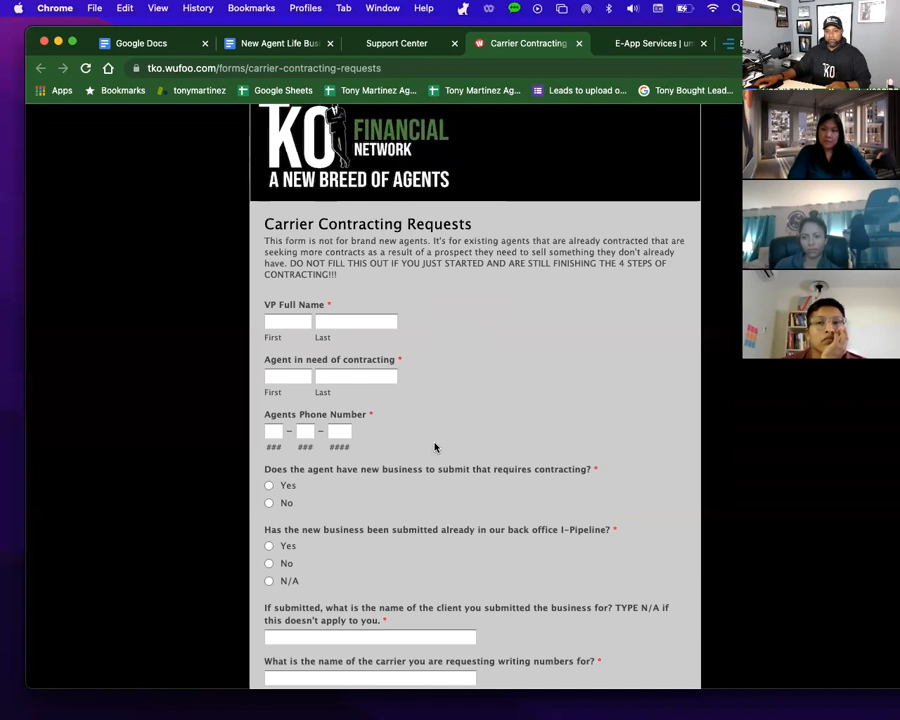 Chrome File Edit View History Bookmarks Profiles Tab Window Help
Google Docs
New Agent Life Busi
Support Center
Carrier Contracting
E-App Services | um
tko.wufoo.com/forms/carrier-contracting-requests
Apps Bookmarks tonymartinez Google Sheets Tony Martinez Ag... Tony Martinez Ag... Leads to upload o... Tony Bought Lead...
TKO FINANCIAL
NETWORK
A NEW BREED OF AGENTS
Carrier Contracting Requests
This form is not for brand new agents. It's for existing agents that are already contracted that are
seeking more contracts as a result of a prospect they need to sell something they don't already
have. DO NOT FILL THIS OUT IF YOU JUST STARTED AND ARE STILL FINISHING THE 4 STEPS OF
CONTRACTING!!!
VP Full Name *
First Last
Agent in need of contracting *
First Last
Agents Phone Number *
– –
### ### ####
Does the agent have new business to submit that requires contracting? *
Yes
No
Has the new business been submitted already in our back office I-Pipeline? *
Yes
No
N/A
If submitted, what is the name of the client you submitted the business for? TYPE N/A if
this doesn't apply to you. *
What is the name of the carrier you are requesting writing numbers for? *